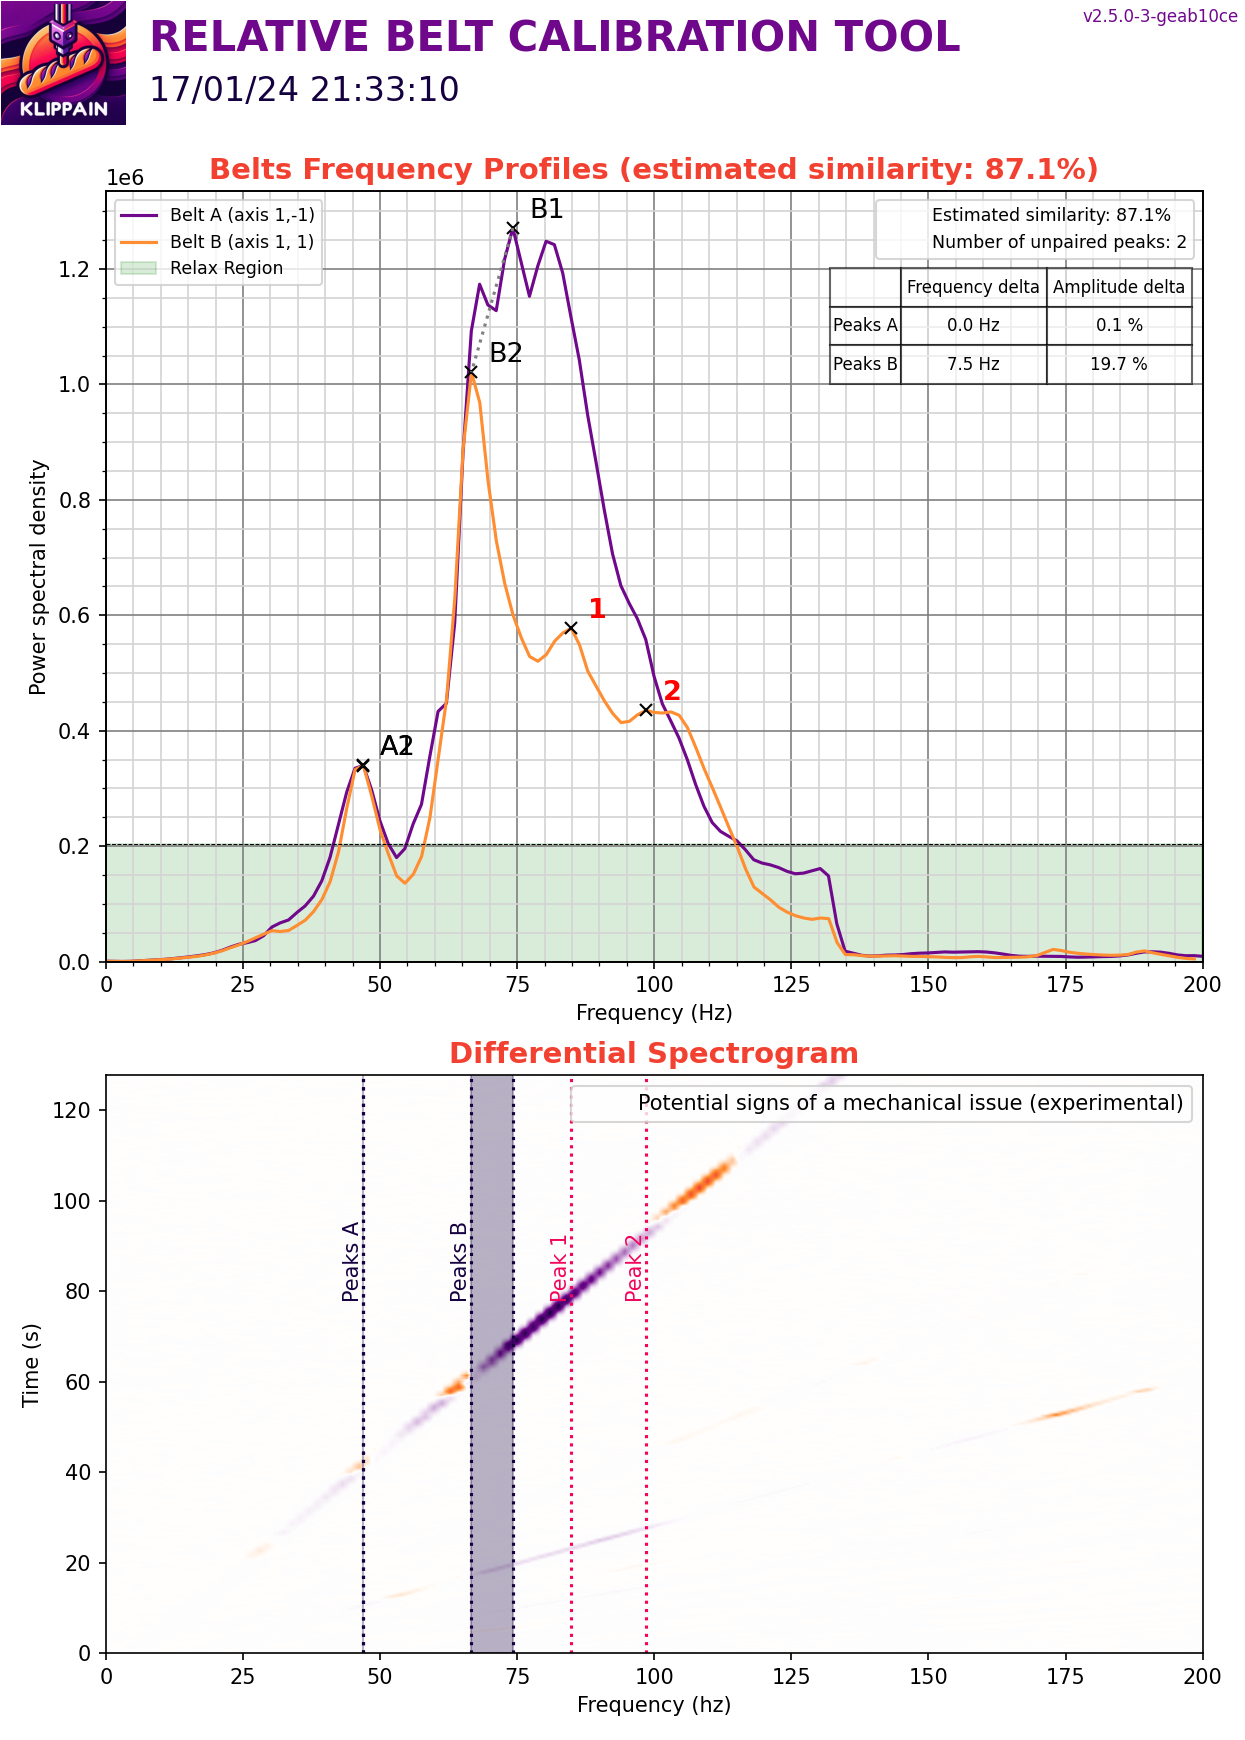 KLIPPAIN
RELATIVE BELT CALIBRATION TOOL
17/01/24 21:33:10
v2.5.0-3-geab10ce
Belts Frequency Profiles (estimated similarity: 87.1%)
1e6
Belt A (axis 1,-1)
Belt B (axis 1, 1)
Relax Region
Estimated similarity: 87.1%
Number of unpaired peaks: 2
Frequency delta Amplitude delta
Peaks A 0.0 Hz 0.1 %
Peaks B 7.5 Hz 19.7 %
B1
B2
1
2
A2
Power spectral density
1.2
1.0
0.8
0.6
0.4
0.2
0.0
0 25 50 75 100 125 150 175 200
Frequency (Hz)
Differential Spectrogram
Potential signs of a mechanical issue (experimental)
Peaks A
Peaks B
Peak 1
Peak 2
Time (s)
120
100
80
60
40
20
0
0 25 50 75 100 125 150 175 200
Frequency (hz)